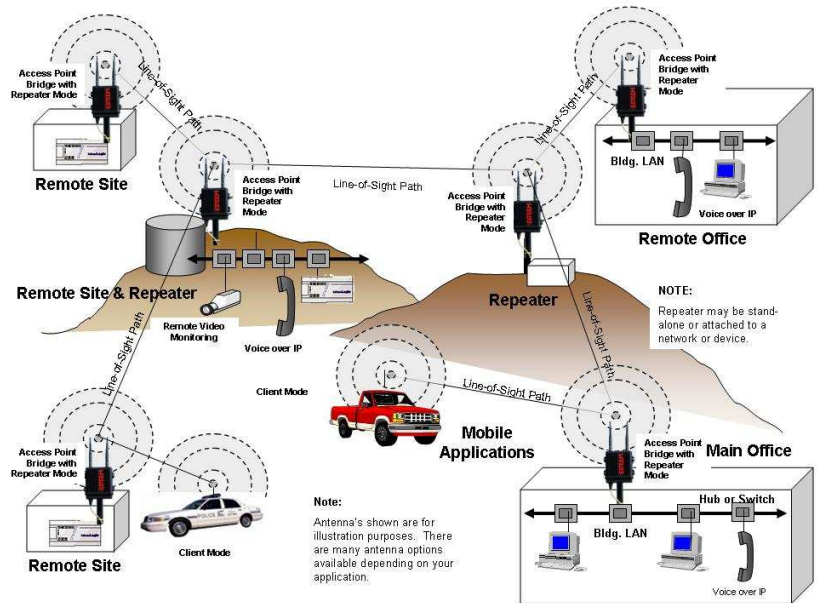 Access Point
Bridge with
Repeater Mode
Line-of-Sight Path
Remote Site
Access Point
Bridge with
Repeater
Mode
Line-of-Sight Path
Access Point
Bridge with
Repeater
Mode
Line-of-Sight Path
Access Point
Bridge with
Repeater
Mode
Bldg. LAN
Voice over IP
Remote Office
Remote Site & Repeater
Remote Video
Monitoring
Voice over IP
Repeater
NOTE:
Repeater may be stand-
alone or attached to a
network or device.
Line-of-Sight Path
Line-of-Sight Path
Client Mode
Line-of-Sight Path
Mobile
Applications
Access Point
Bridge with
Repeater Mode
Remote Site
POLICE
Client Mode
Note:
Antenna's shown are for
illustration purposes.  There
are many antenna options
available depending on your
application.
Access Point
Bridge with
Repeater
Mode
Main Office
Hub or Switch
Bldg. LAN
Voice over IP